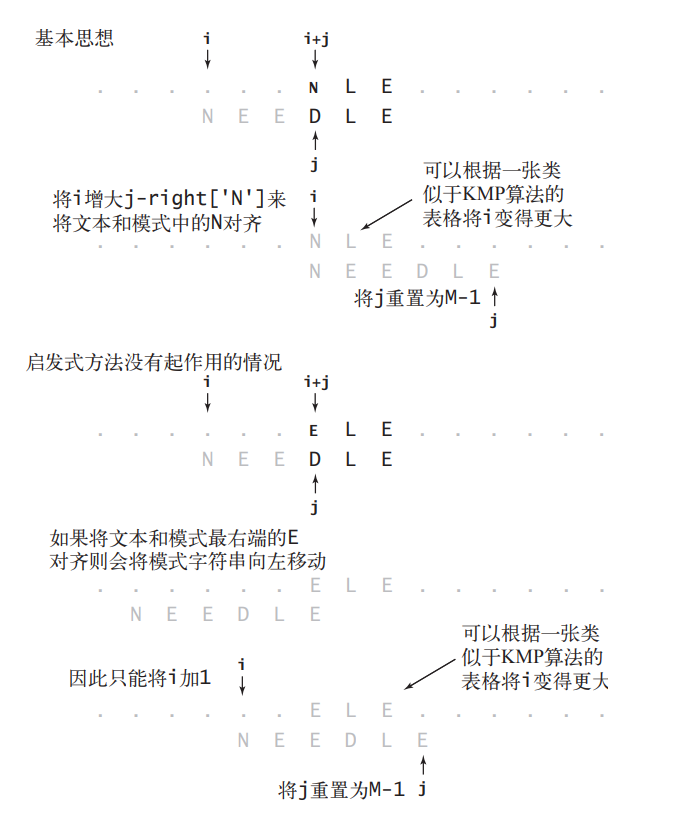 基本思想
i i+j
. . . . . . N L E . . . . . .
N E E D L E
j
将i增大j-right['N']来
将文本和模式中的N对齐
i
可以根据一张类
似于KMP算法的
表格将i变得更大
. . . . . . N L E . . . . . .
N E E D L E
将j重置为M-1
j
启发式方法没有起作用的情况
i i+j
. . . . . . E L E . . . . . .
N E E D L E
j
如果将文本和模式最右端的E
对齐则会将模式字符串向左移动
. . . . . . E L E . . . . . .
N E E D L E
因此只能将i加1
i
可以根据一张类
似于KMP算法的
表格将i变得更大
. . . . . . E L E . . . . . .
N E E D L E
将j重置为M-1 j